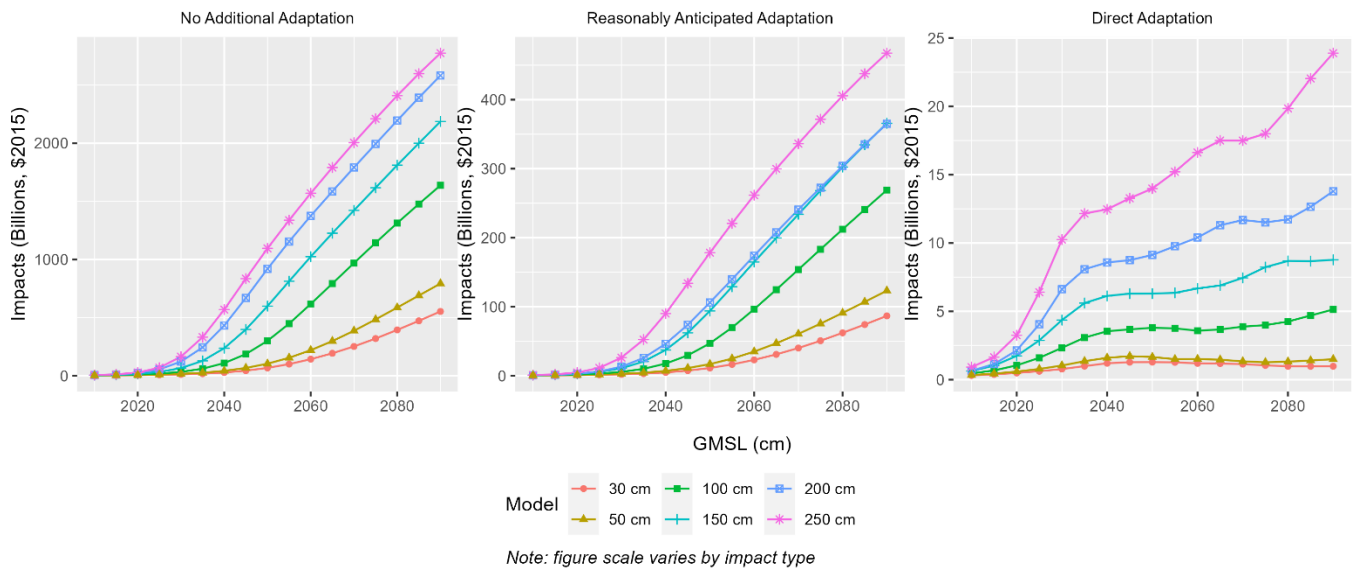 No Additional Adaptation
Reasonably Anticipated Adaptation
Direct Adaptation
Impacts (Billions, $2015)
2000
1000
0
2020
2040
2060
2080
Impacts (Billions, $2015)
400
300
200
100
0
2020
2040
2060
2080
Impacts (Billions, $2015)
25
20
15
10
5
0
2020
2040
2060
2080
GMSL (cm)
Model
30 cm
100 cm
200 cm
50 cm
150 cm
250 cm
Note: figure scale varies by impact type